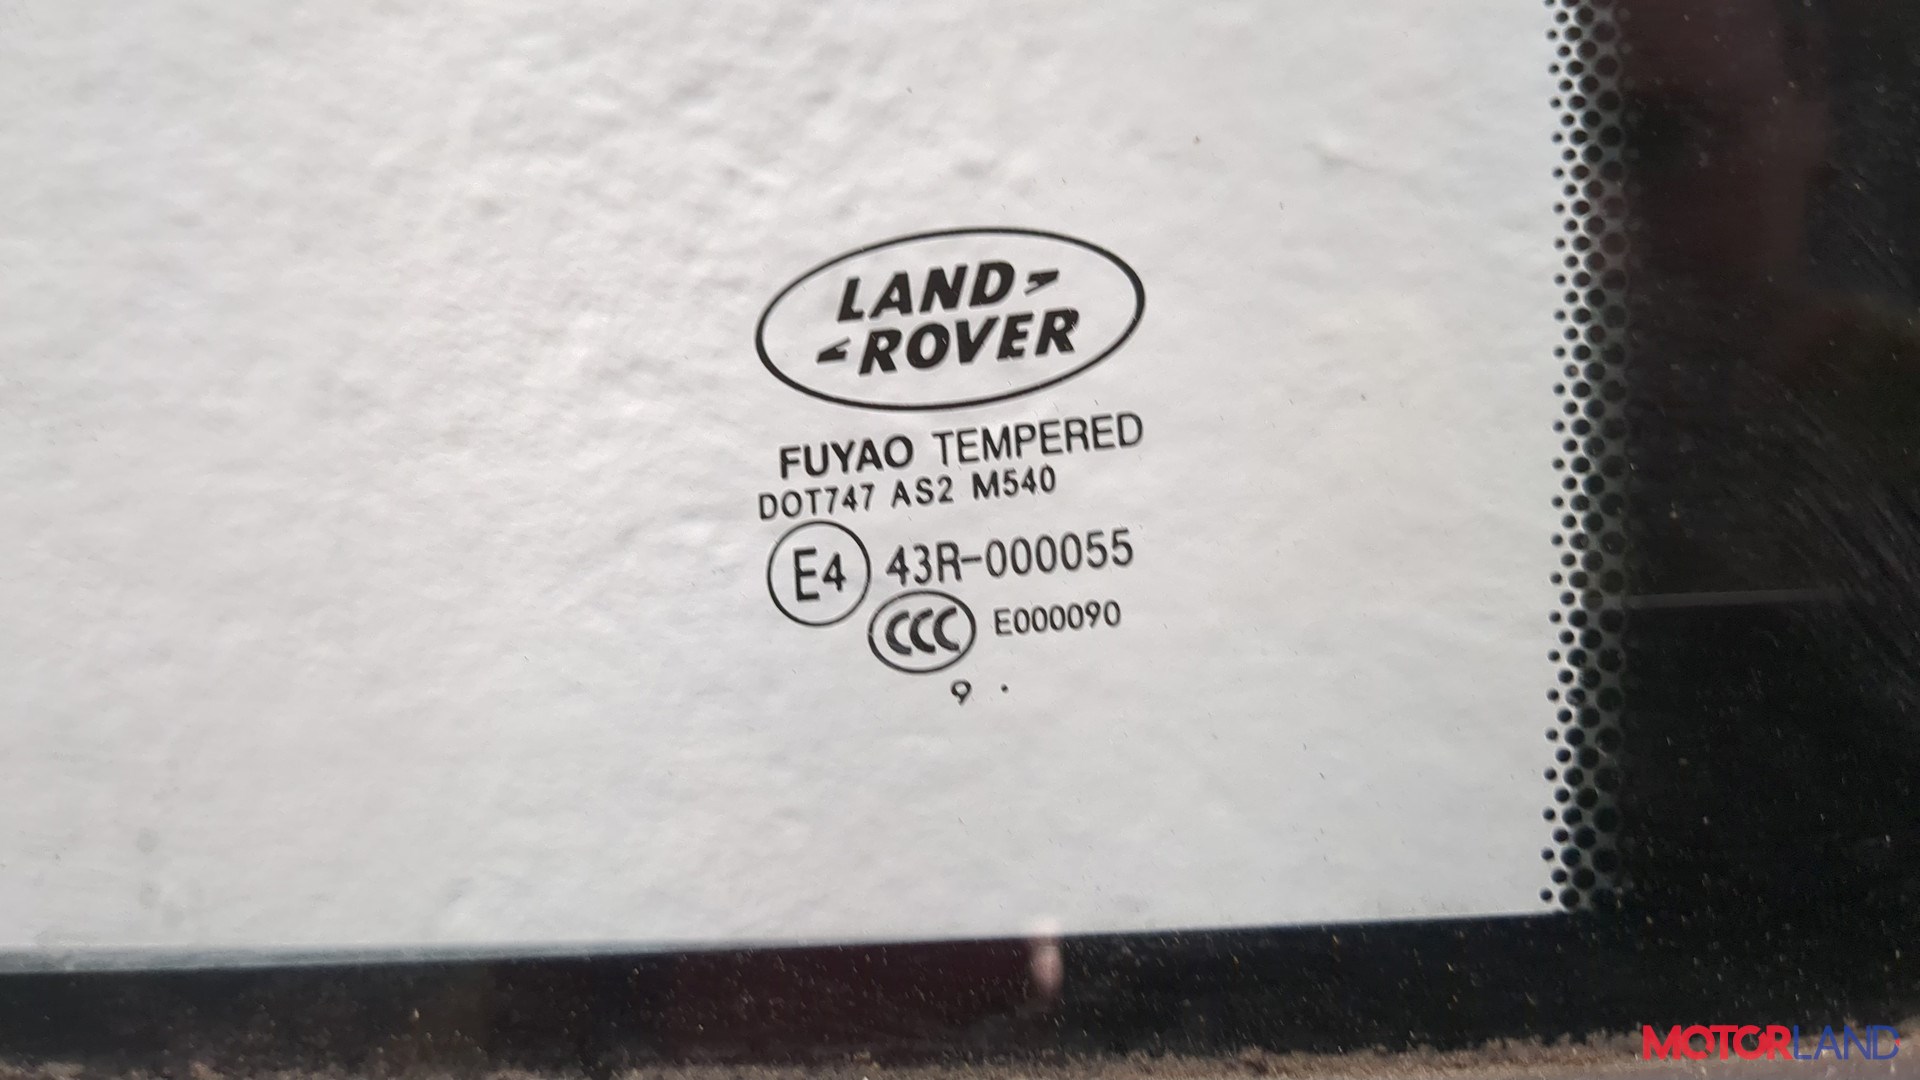 LAND
ROVER
FUYAO TEMPERED
DOT747 AS2 M540
E4 43R-000055
CCC E000090
9 .
MOTORLAND